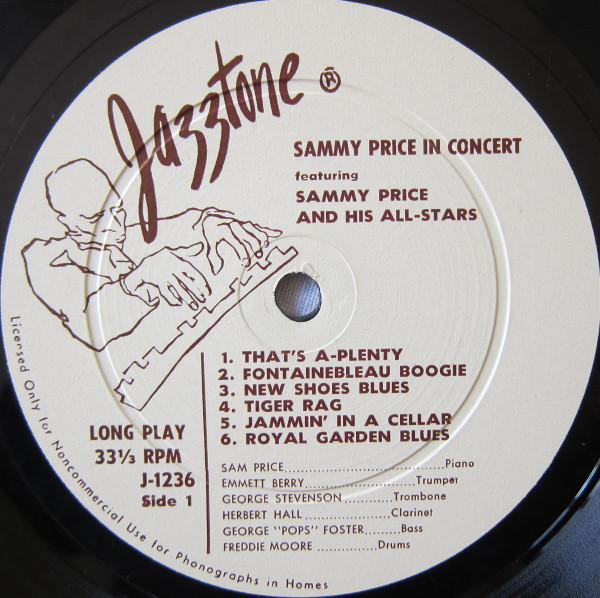 Jazztone ®
SAMMY PRICE IN CONCERT
featuring
SAMMY PRICE
AND HIS ALL-STARS
1. THAT'S A-PLENTY
2. FONTAINEBLEAU BOOGIE
3. NEW SHOES BLUES
4. TIGER RAG
5. JAMMIN' IN A CELLAR
6. ROYAL GARDEN BLUES
LONG PLAY
33⅓ RPM
J-1236
Side 1
SAM PRICE..............................Piano
EMMETT BERRY..........................Trumper
GEORGE STEVENSON............Trombone
HERBERT HALL....................Clarinet
GEORGE "POPS" FOSTER.........Bass
FREDDIE MOORE ...............Drums
Licensed Only for Noncommercial Use for Phonographs in Homes